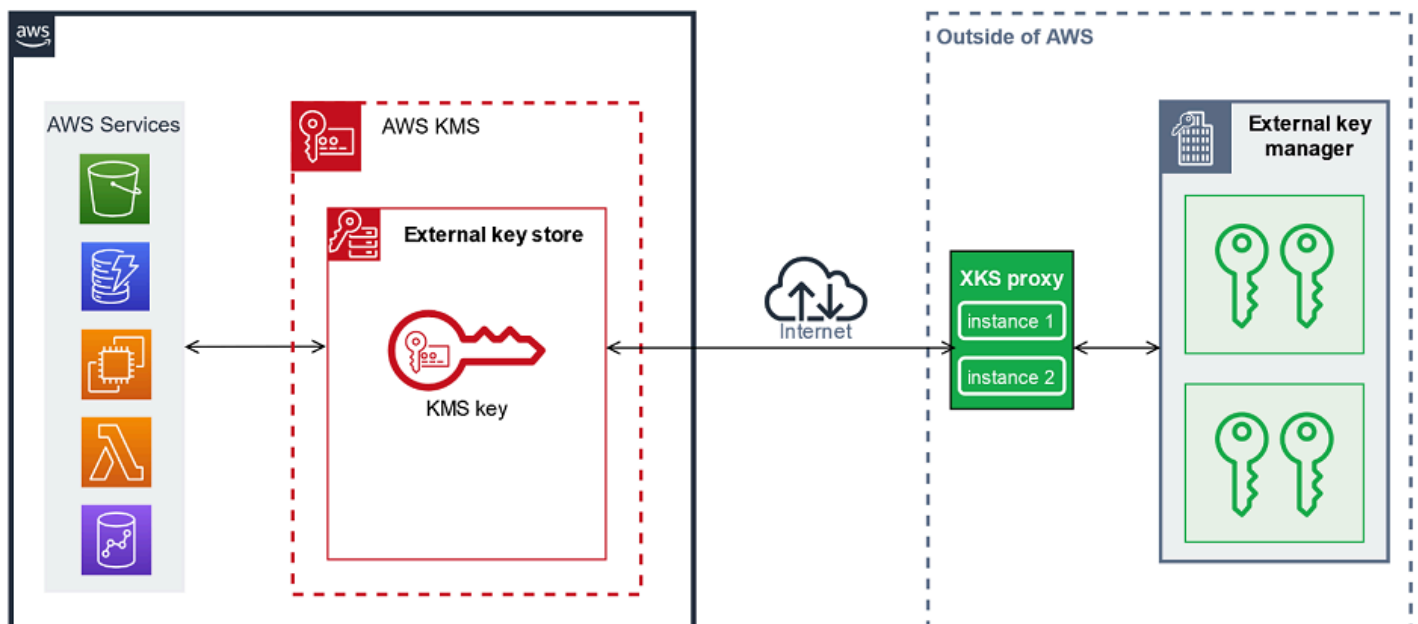 aws
Outside of AWS
AWS Services
AWS KMS
External key
manager
External key store
XKS proxy
instance 1
Internet
instance 2
KMS key